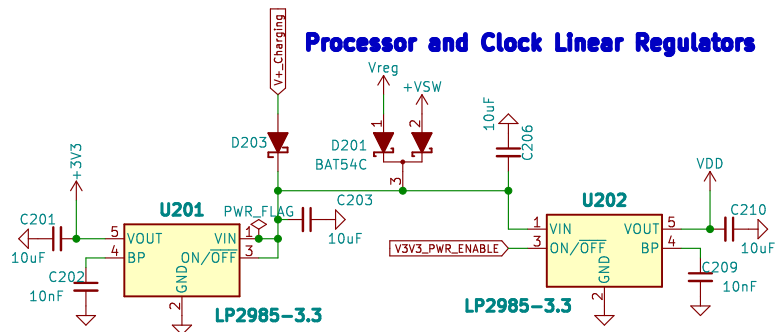 Processor and Clock Linear Regulators
V+_Charging
Vreg
+VSW
10uF
C206
D203
D201
BAT54C
1
2
3
+3V3
VDD
U201
PWR_FLAG
C203
10uF
U202
C201
10uF
5
VOUT
VIN
1
4
BP
ON/OFF
3
GND
2
C202
10nF
LP2985-3.3
V3V3_PWR_ENABLE
1
VIN
VOUT
5
3
ON/OFF
BP
4
GND
2
C210
10uF
C209
10nF
LP2985-3.3